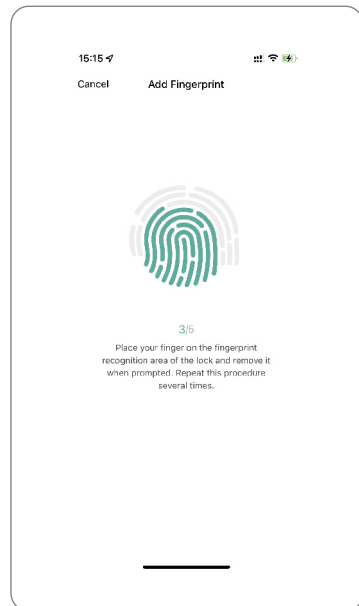 15:15
Cancel Add Fingerprint
3/5
Place your finger on the fingerprint
recognition area of the lock and remove it
when prompted. Repeat this procedure
several times.